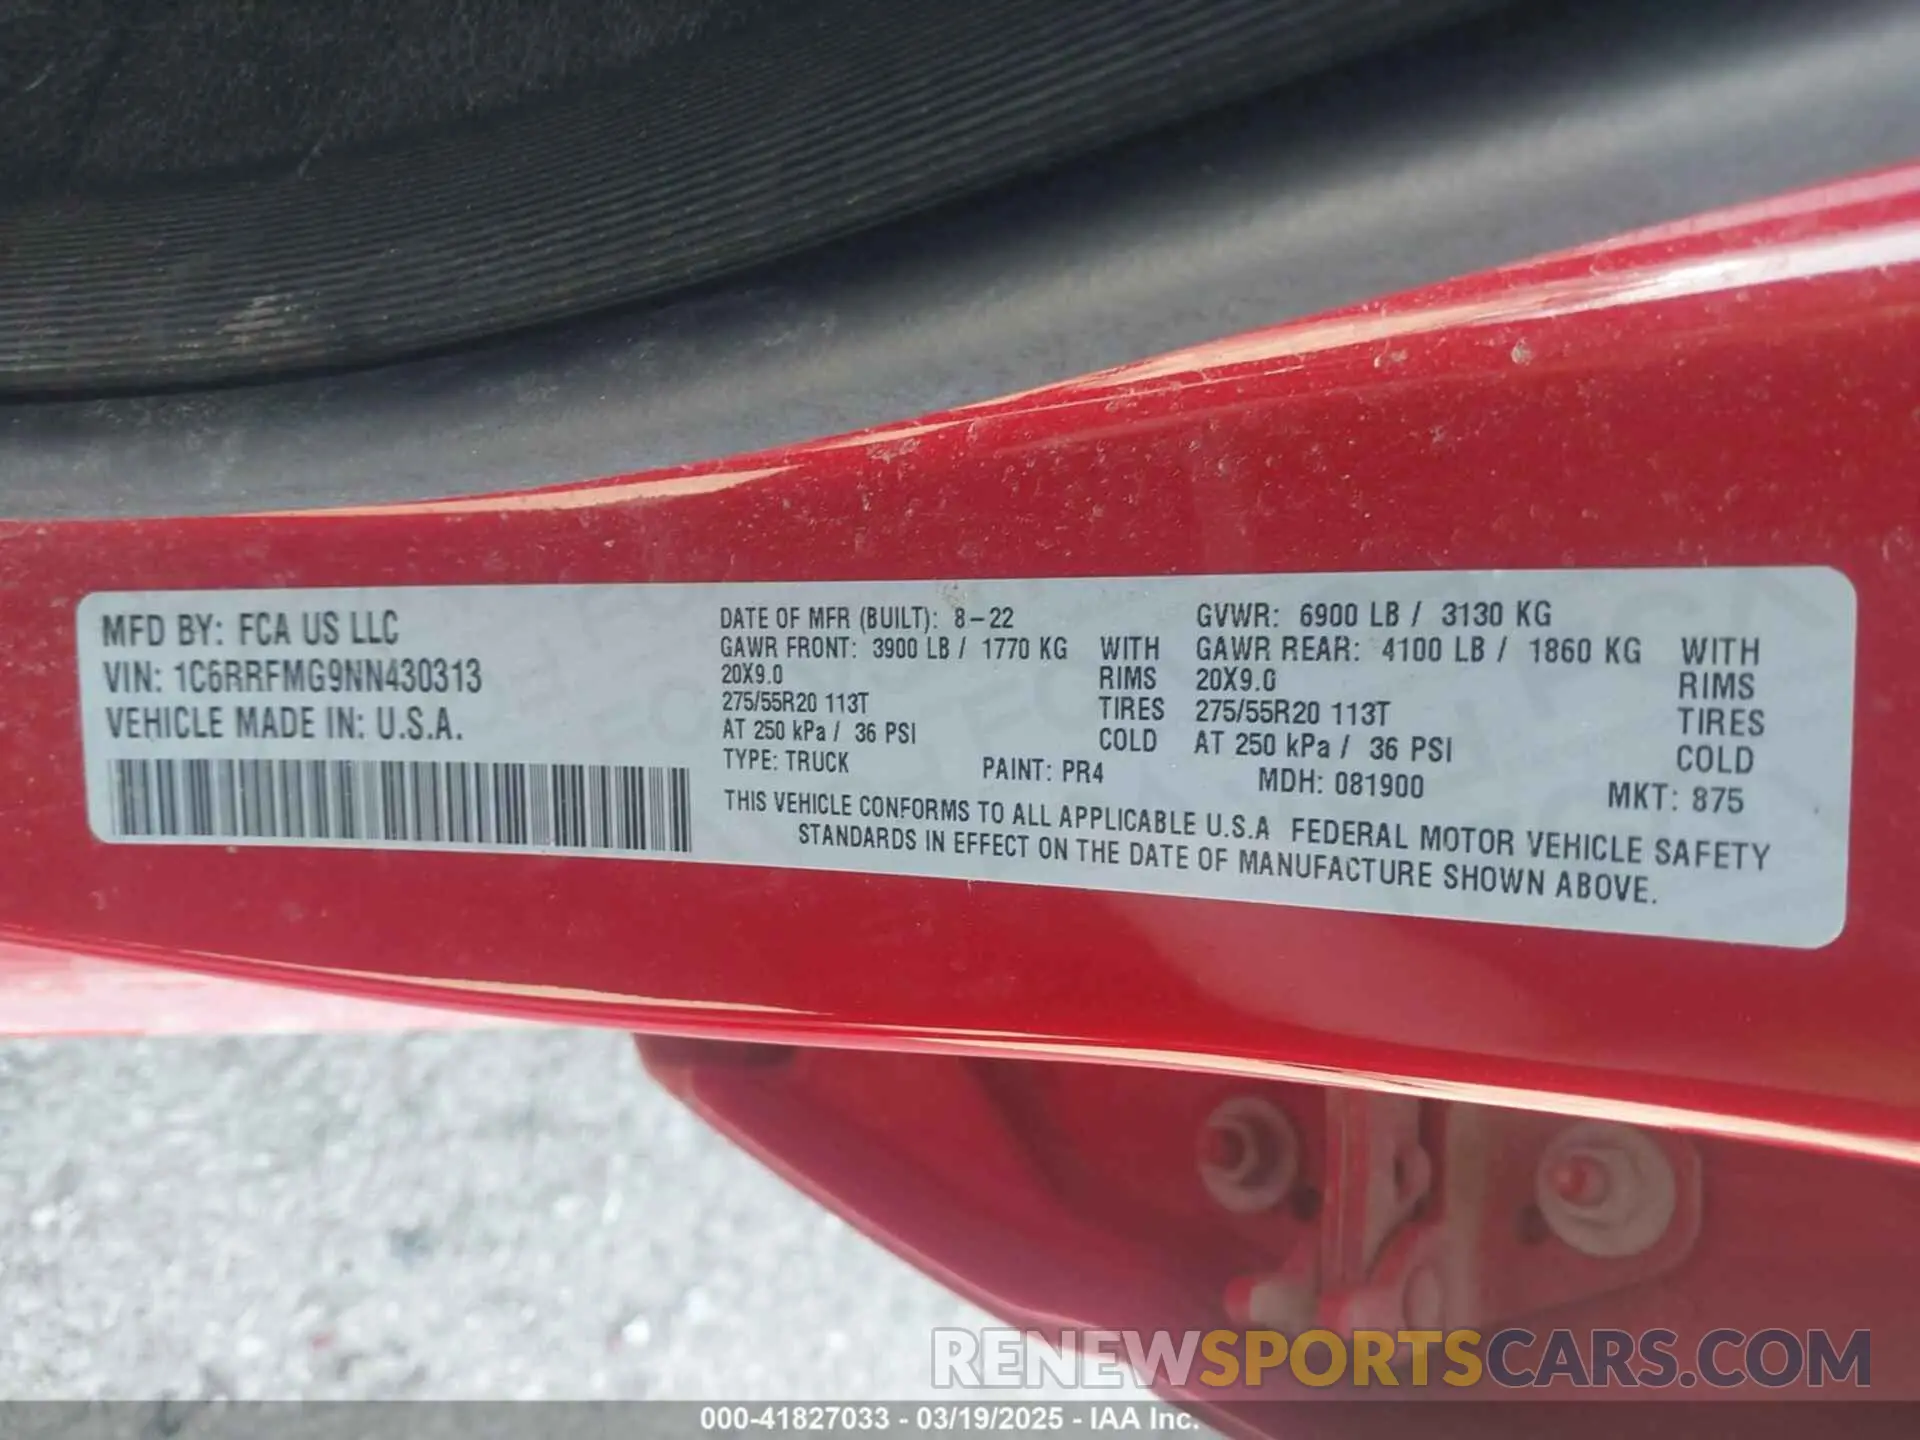 MFD BY: FCA US LLC
VIN: 1C6RRFMG9NN430313
VEHICLE MADE IN: U.S.A.
DATE OF MFR (BUILT): 8-22 GVWR: 6900 LB / 3130 KG
GAWR FRONT: 3900 LB / 1770 KG WITH GAWR REAR: 4100 LB / 1860 KG WITH
20X9.0 RIMS 20X9.0 RIMS
275/55R20 113T TIRES 275/55R20 113T TIRES
AT 250 kPa / 36 PSI COLD AT 250 kPa / 36 PSI COLD
TYPE: TRUCK PAINT: PR4 MDH: 081900 MKT: 875
THIS VEHICLE CONFORMS TO ALL APPLICABLE U.S.A FEDERAL MOTOR VEHICLE SAFETY
STANDARDS IN EFFECT ON THE DATE OF MANUFACTURE SHOWN ABOVE.
RENEWSPORTSCARS.COM
000-41827033 - 03/19/2025 - IAA Inc.